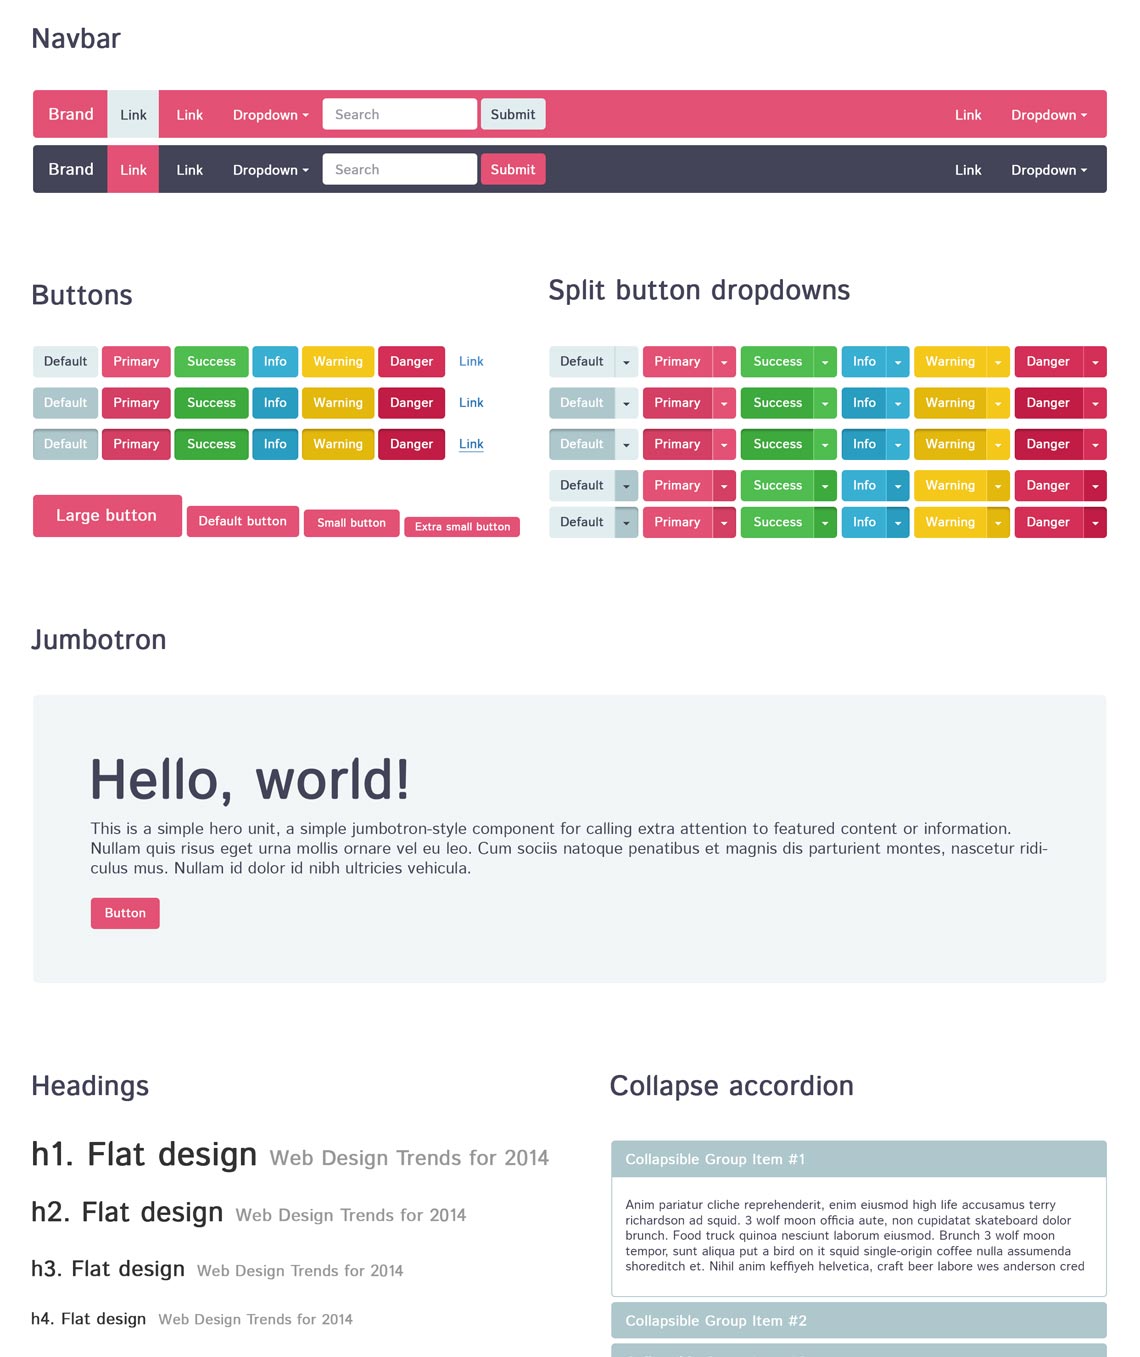 Navbar
Brand Link Link Dropdown Search Submit Link Dropdown
Brand Link Link Dropdown Search Submit Link Dropdown
Buttons
Default Primary Success Info Warning Danger Link
Default Primary Success Info Warning Danger Link
Default Primary Success Info Warning Danger Link
Large button Default button Small button Extra small button
Split button dropdowns
Default Primary Success Info Warning Danger
Default Primary Success Info Warning Danger
Default Primary Success Info Warning Danger
Default Primary Success Info Warning Danger
Default Primary Success Info Warning Danger
Jumbotron
Hello, world!
This is a simple hero unit, a simple jumbotron-style component for calling extra attention to featured content or information.
Nullam quis risus eget urna mollis ornare vel eu leo. Cum sociis natoque penatibus et magnis dis parturient montes, nascetur ridi-
culus mus. Nullam id dolor id nibh ultricies vehicula.
Button
Headings
h1. Flat design Web Design Trends for 2014
h2. Flat design Web Design Trends for 2014
h3. Flat design Web Design Trends for 2014
h4. Flat design Web Design Trends for 2014
Collapse accordion
Collapsible Group Item #1
Anim pariatur cliche reprehenderit, enim eiusmod high life accusamus terry
richardson ad squid. 3 wolf moon officia aute, non cupidatat skateboard dolor
brunch. Food truck quinoa nesciunt laborum eiusmod. Brunch 3 wolf moon
tempor, sunt aliqua put a bird on it squid single-origin coffee nulla assumenda
shoreditch et. Nihil anim keffiyeh helvetica, craft beer labore wes anderson cred
Collapsible Group Item #2